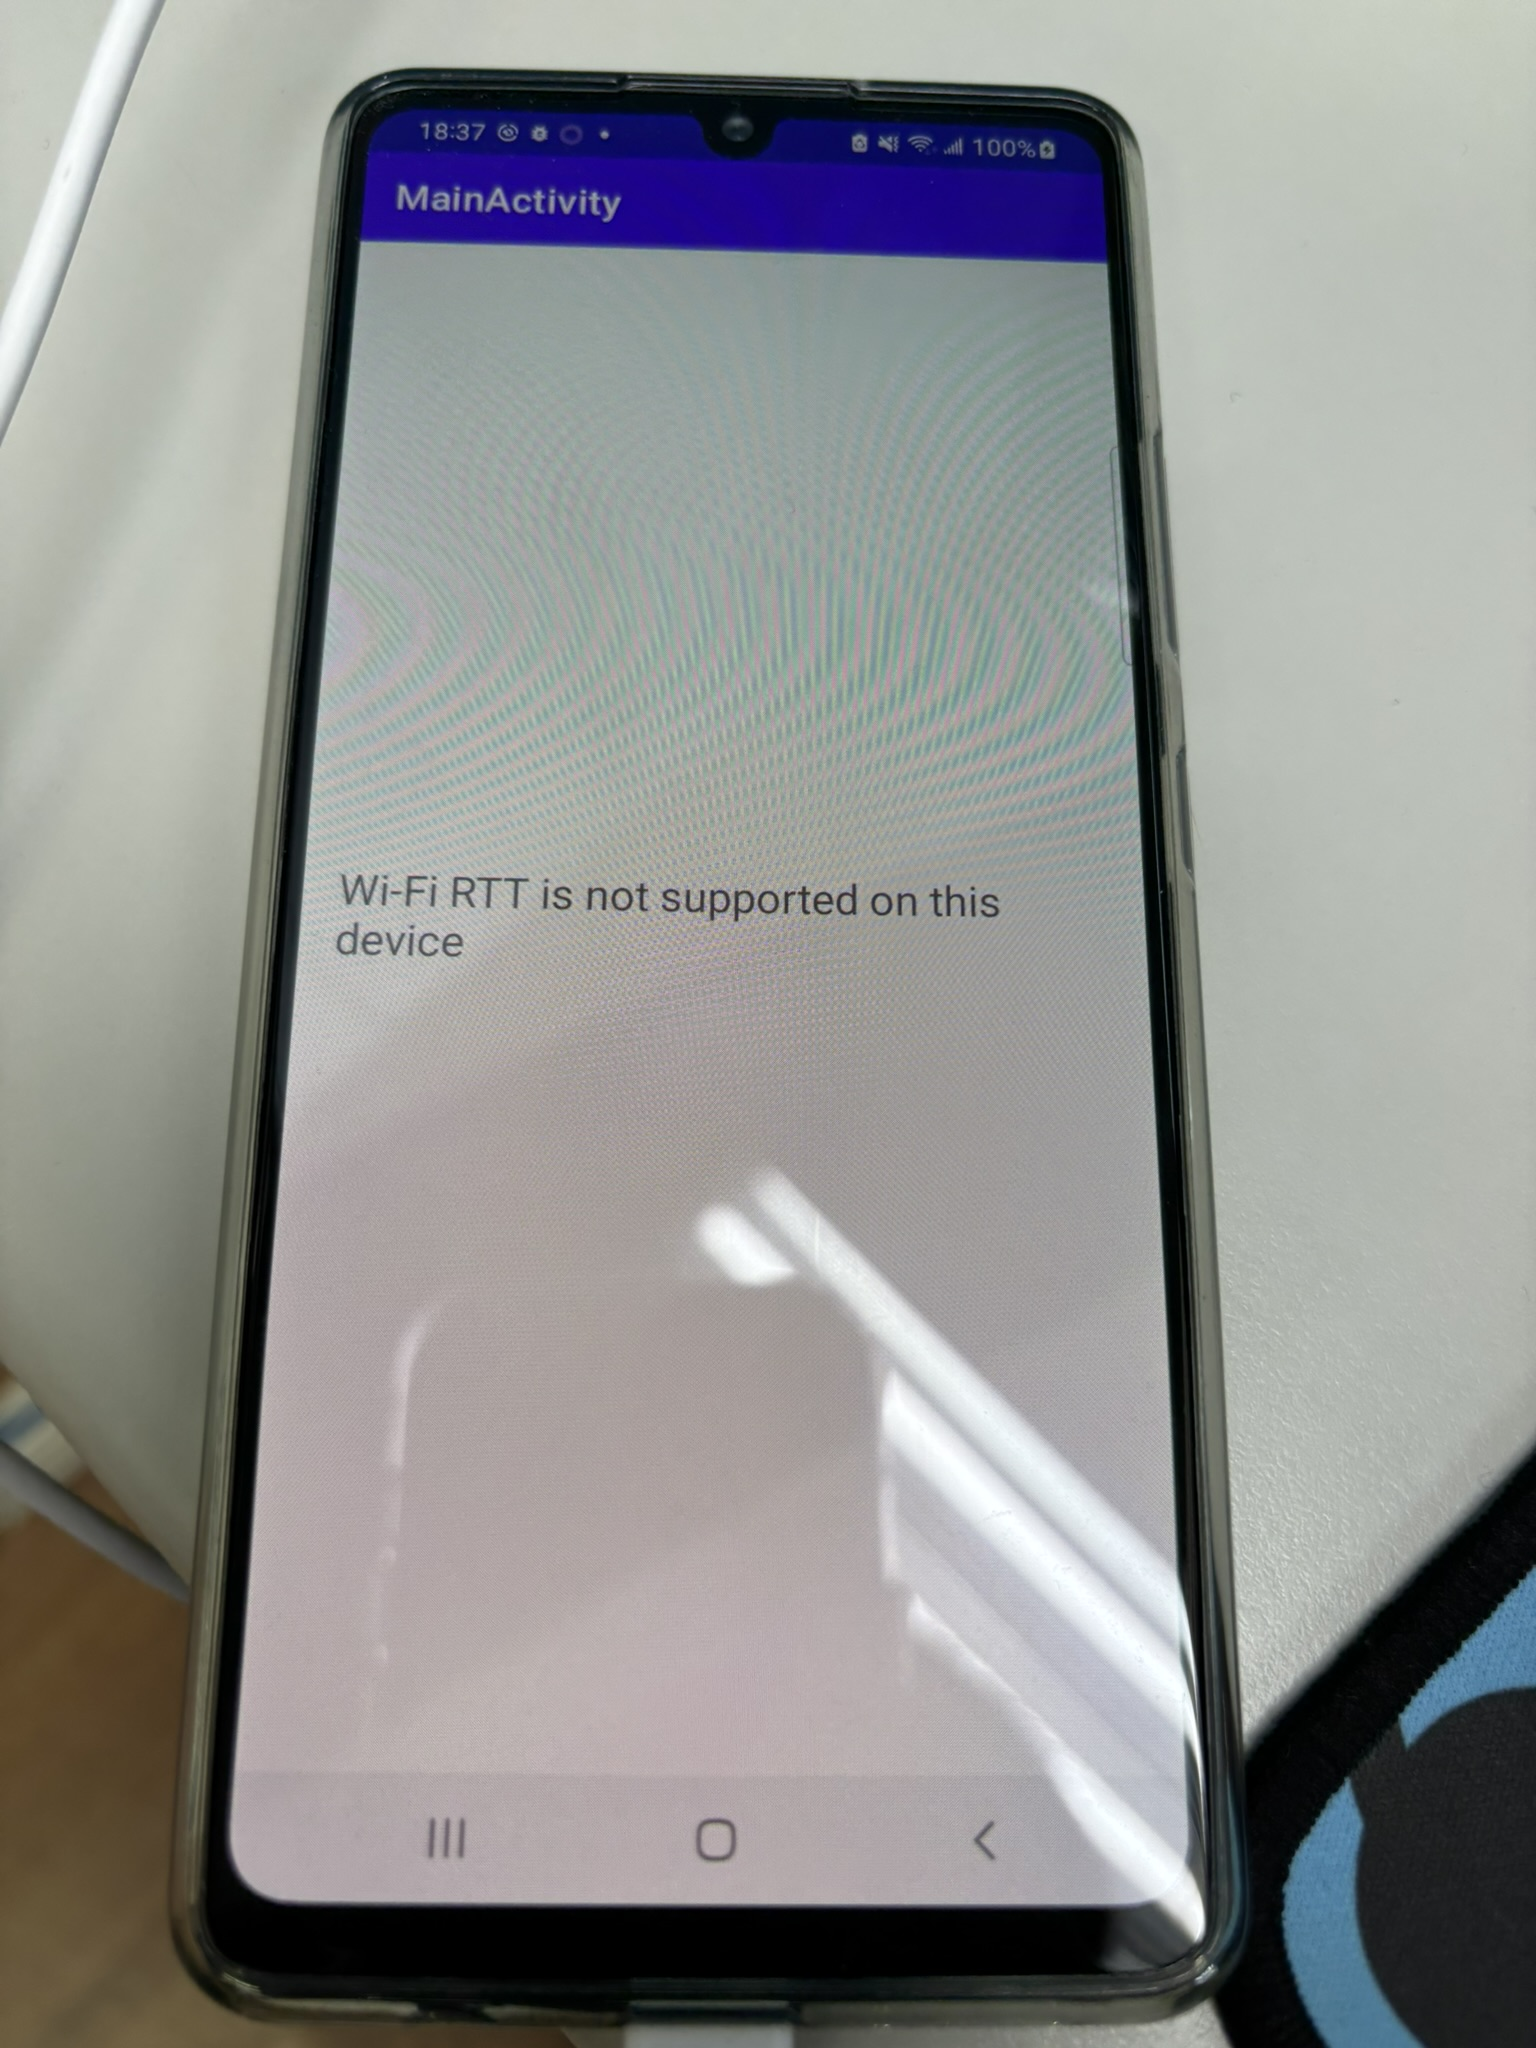 18:37
100%
MainActivity
Wi-Fi RTT is not supported on this
device